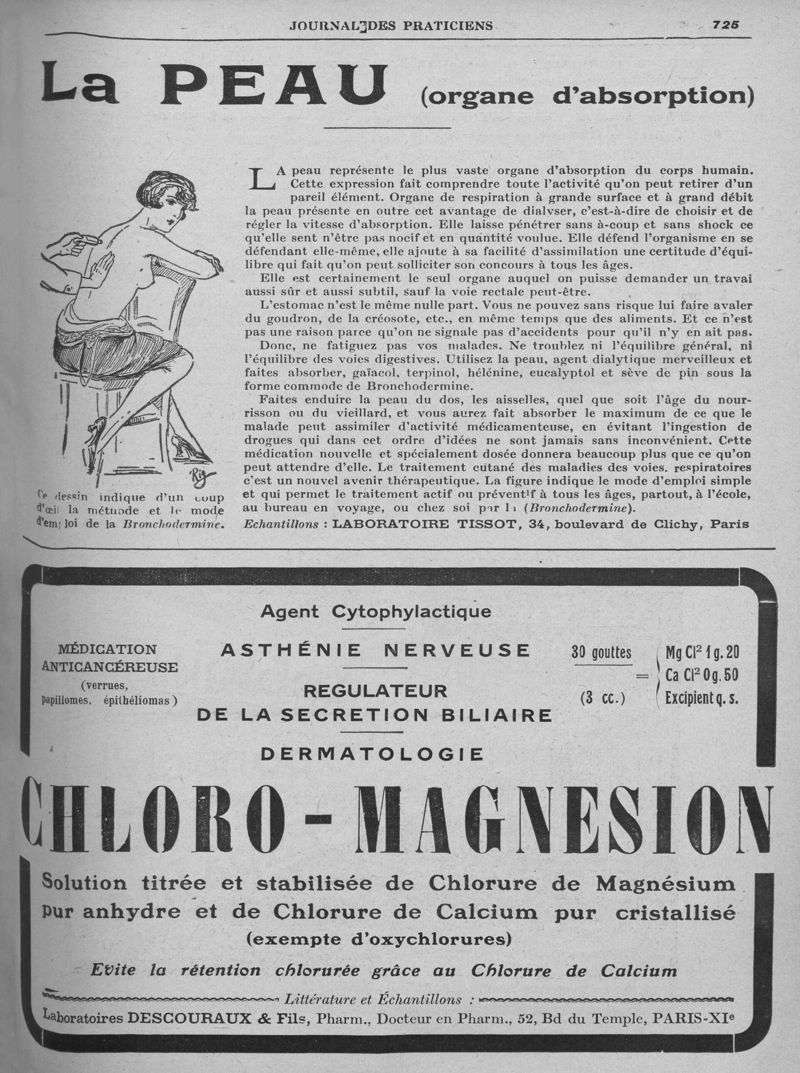 JOURNAL DES PRATICIENS
725
La PEAU (organe d'absorption)
LA peau représente le plus vaste organe d'absorption du corps humain.
Cette expression fait comprendre toute l'activité qu'on peut retirer d'un
pareil élément. Organe de respiration à grande surface et à grand débit
la peau présente en outre cet avantage de dialyser, c'est-à-dire de choisir et de
régler la vitesse d'absorption. Elle laisse pénétrer sans à-coup et sans shock ce
qu'elle sent n'être pas nocif et en quantité voulue. Elle défend l'organisme en se
défendant elle-même, elle ajoute à sa facilité d'assimilation une certitude d'équi-
libre qui fait qu'on peut solliciter son concours à tous les âges.
Elle est certainement le seul organe auquel on puisse demander un travai
aussi sûr et aussi subtil, sauf la voie rectale peut-être.
L'estomac n'est le même nulle part. Vous ne pouvez sans risque lui faire avaler
du goudron, de la créosote, etc., en même temps que des aliments. Et ce n'est
pas une raison parce qu'on ne signale pas d'accidents pour qu'il n'y en ait pas.
Donc, ne fatiguez pas vos malades. Ne troublez ni l'équilibre général, ni
l'équilibre des voies digestives. Utilisez la peau, agent dialytique merveilleux et
faites absorber, gaïacol, terpinol, hélénine, eucalyptol et sève de pin sous la
forme commode de Bronchodermine.
Faites enduire la peau du dos, les aisselles, quel que soit l'âge du nour-
risson ou du vieillard, et vous aurez fait absorber le maximum de ce que le
malade peut assimiler d'activité médicamenteuse, en évitant l'ingestion de
drogues qui dans cet ordre d'idées ne sont jamais sans inconvénient. Cette
médication nouvelle et spécialement dosée donnera beaucoup plus que ce qu'on
peut attendre d'elle. Le traitement cutané des maladies des voies. respiratoires
c'est un nouvel avenir thérapeutique. La figure indique le mode d'emploi simple
et qui permet le traitement actif ou préventif à tous les âges, partout, à l'école,
au bureau en voyage, ou chez soi par la (Bronchodermine).
Echantillons : LABORATOIRE TISSOT, 34, boulevard de Clichy, Paris
Ce dessin indique d'un coup
d'œil la méthode et le mode
d'emploi de la Bronchodermine.
Agent Cytophylactique
MÉDICATION
ANTICANCÉREUSE
(verrues,
papillomes, épithéliomas)
ASTHÉNIE NERVEUSE
REGULATEUR
DE LA SECRETION BILIAIRE
DERMATOLOGIE
30 gouttes
=
(3 cc.)
Mg Cl² 1 g. 20
Ca Cl² 0 g. 50
Excipient q. s.
CHLORO-MAGNESION
Solution titrée et stabilisée de Chlorure de Magnésium
pur anhydre et de Chlorure de Calcium pur cristallisé
(exempte d'oxychlorures)
Evite la rétention chlorurée grâce au Chlorure de Calcium
Littérature et Échantillons :
Laboratoires DESCOURAUX & Fils, Pharm., Docteur en Pharm., 52, Bd du Temple, PARIS-XIe